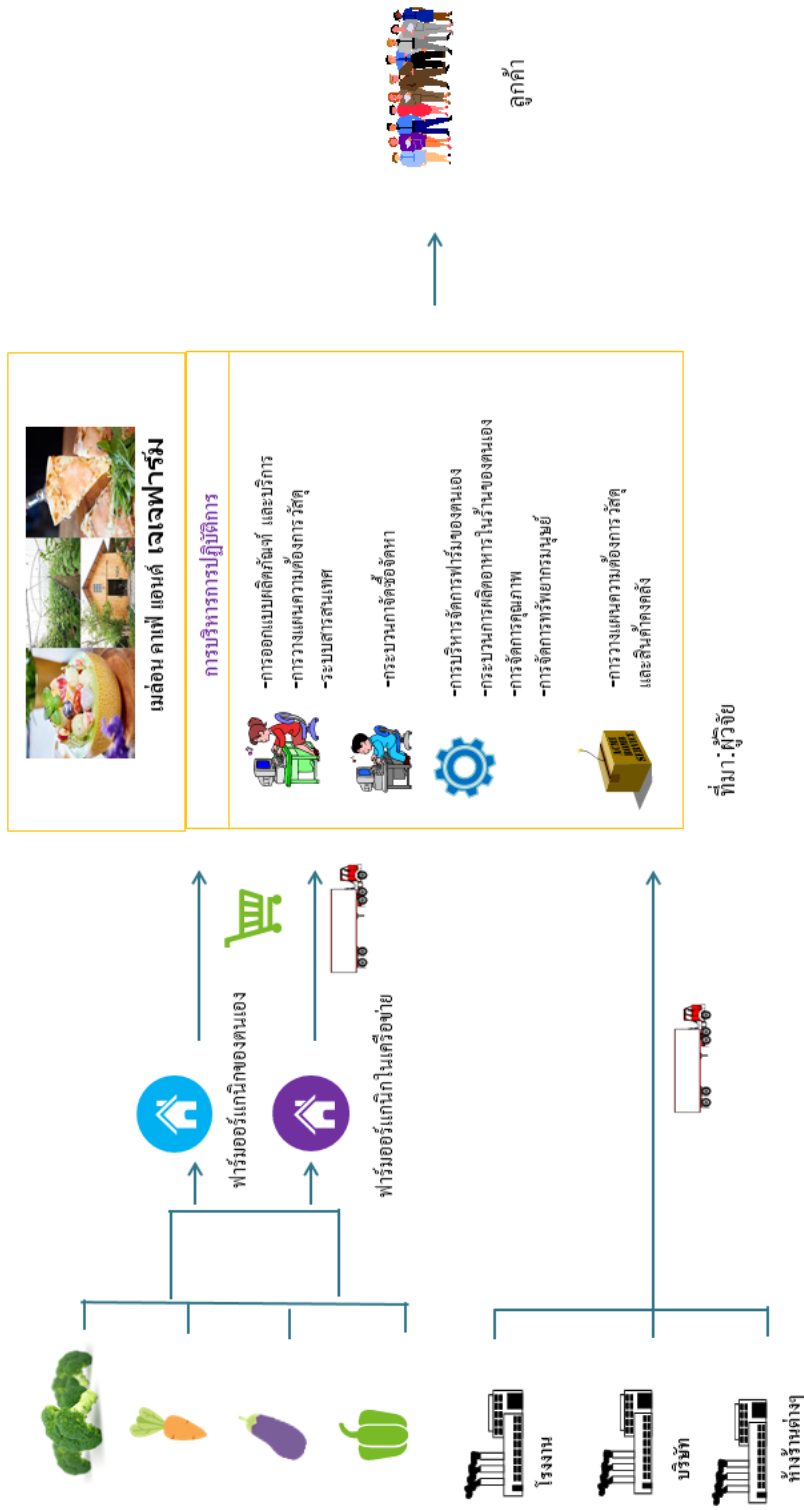 เมล่อน คาเฟ่ แอนด์ เจเจฟาร์ม
การบริหารการปฏิบัติการ
-การออกแบบผลิตภัณฑ์ และบริการ
-การวางแผนความต้องการวัสดุ
-ระบบสารสนเทศ
-กระบวนกาจัดซื้อจัดหา
-การบริหารจัดการฟาร์มของตนเอง
-กระบวนการผลิตอาหารในร้านของตนเอง
-การจัดการคุณภาพ
-การจัดการทรัพยากรมนุษย์
-การวางแผนความต้องการวัสดุ
และสินค้าคงคลัง
ฟาร์มออร์แกนิกของตนเอง
ฟาร์มออร์แกนิกในเครือข่าย
โรงงาน
บริษัท
ห้างร้านต่างๆ
ลูกค้า
ที่มา:ผู้วิจัย